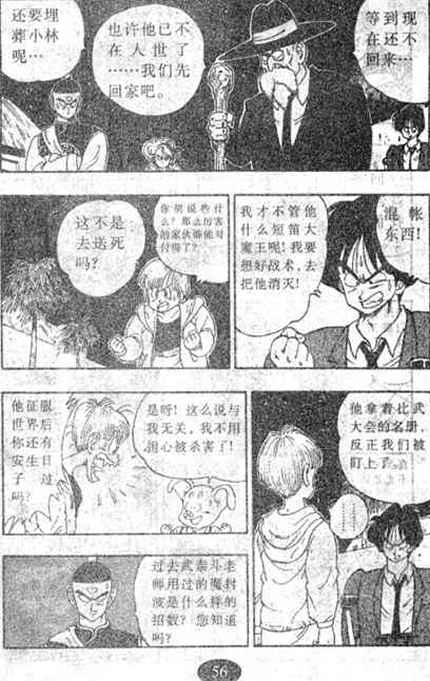 等到现
在还不
回来…
也许他已不
在人世了
……我们先
回家吧。
还要埋
葬小林
呢…
混帐
东西!
我才不管他
什么短笛大
魔王呢!我要
想好战术,去
把他消灭!
你胡说些什
么?那么厉害
的家伙
付得了?
这不是
去送死
吗?
他拿着比武
大会的名册,
反正我们被
盯上了。
是呀!这么说与
我无关,我不用
担心被杀害了!
他征服
世界后
你还有
安生日
子 过
吗?
过去武泰斗老
师用过的魔封
波是什么样的
招数?您知道
吗?
56